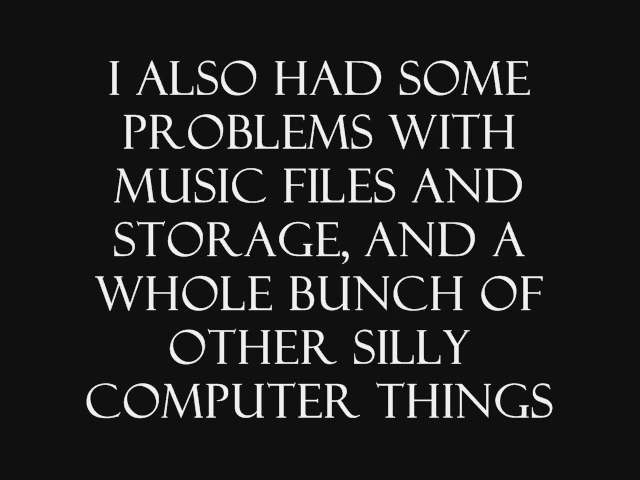 I ALSO HAD SOME
PROBLEMS WITH
MUSIC FILES AND
STORAGE, AND A
WHOLE BUNCH OF
OTHER SILLY
COMPUTER THINGS